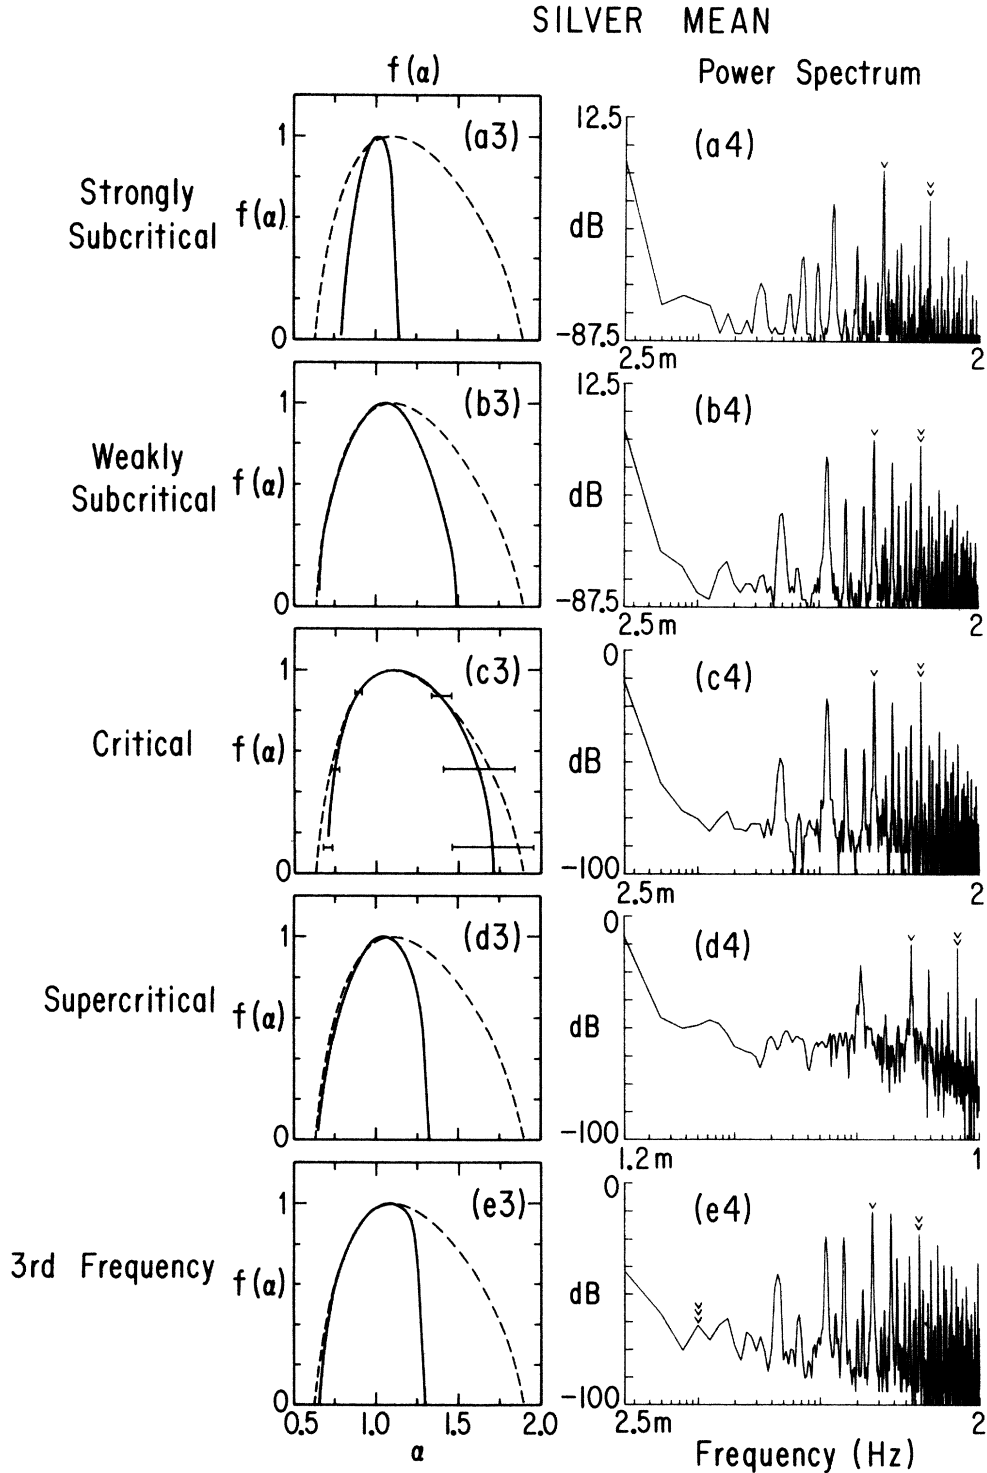 SILVER MEAN
f(α) Power Spectrum
Strongly Subcritical
f(α)
1
0
(a3)
12.5
dB
-87.5
(a4)
2.5m 2
Weakly Subcritical
f(α)
1
0
(b3)
12.5
dB
-87.5
(b4)
2.5m 2
Critical
f(α)
1
0
(c3)
0
dB
-100
(c4)
2.5m 2
Supercritical
f(α)
1
0
(d3)
0
dB
-100
(d4)
1.2m 1
3rd Frequency
f(α)
1
0
(e3)
0
dB
-100
(e4)
0.5 1.0 1.5 2.0
α
2.5m 2
Frequency (Hz)